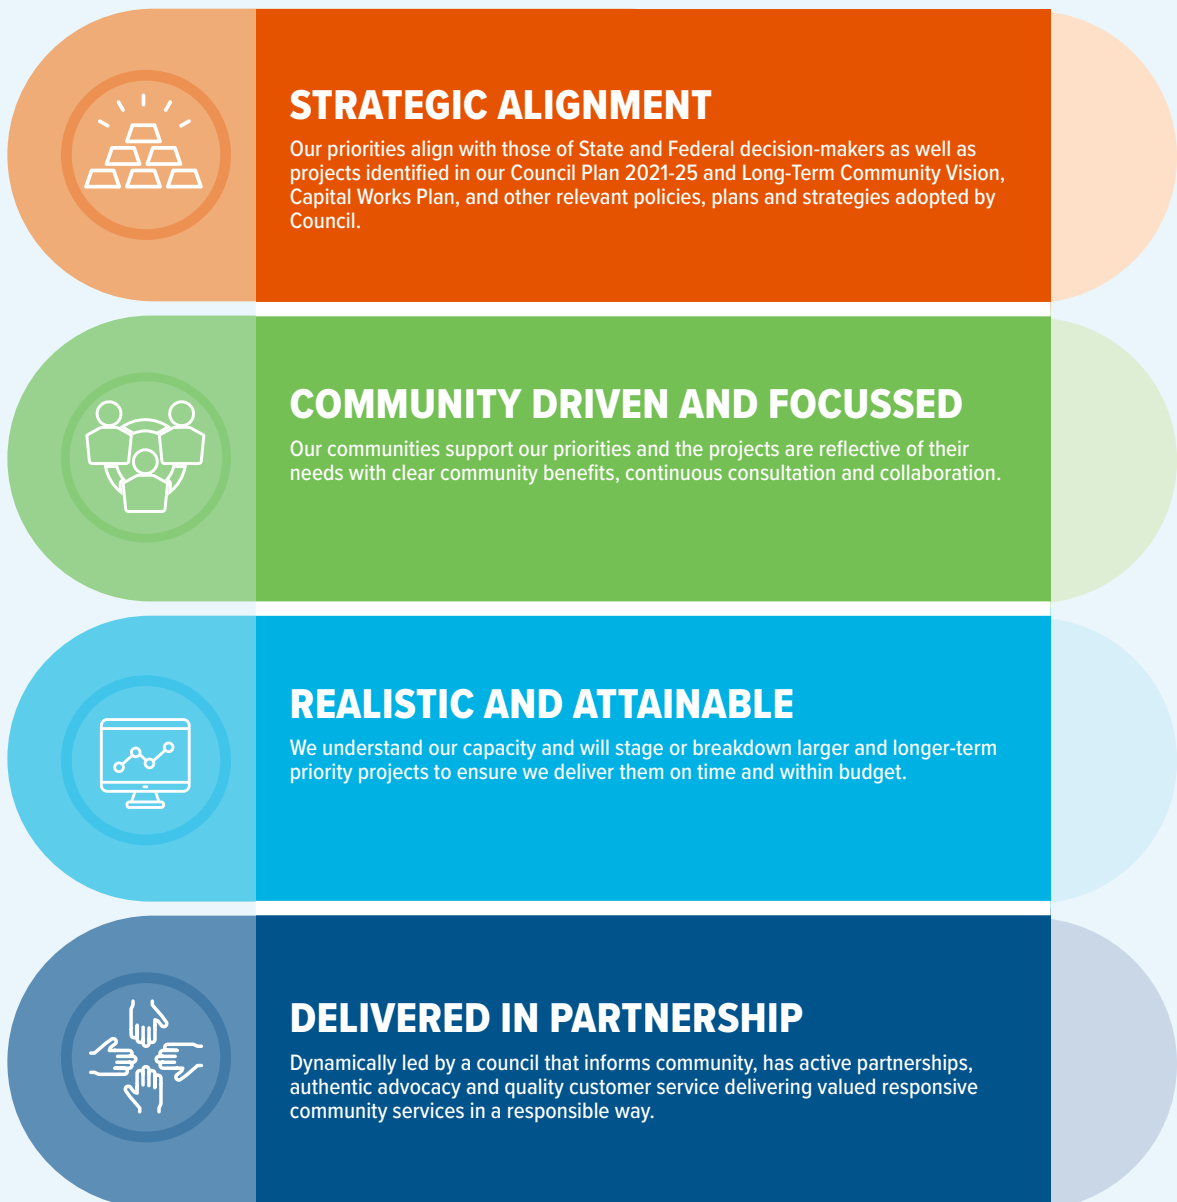 STRATEGIC ALIGNMENT
Our priorities align with those of State and Federal decision-makers as well as
projects identified in our Council Plan 2021-25 and Long-Term Community Vision,
Capital Works Plan, and other relevant policies, plans and strategies adopted by
Council.
COMMUNITY DRIVEN AND FOCUSSED
Our communities support our priorities and the projects are reflective of their
needs with clear community benefits, continuous consultation and collaboration.
REALISTIC AND ATTAINABLE
We understand our capacity and will stage or breakdown larger and longer-term
priority projects to ensure we deliver them on time and within budget.
DELIVERED IN PARTNERSHIP
Dynamically led by a council that informs community, has active partnerships,
authentic advocacy and quality customer service delivering valued responsive
community services in a responsible way.